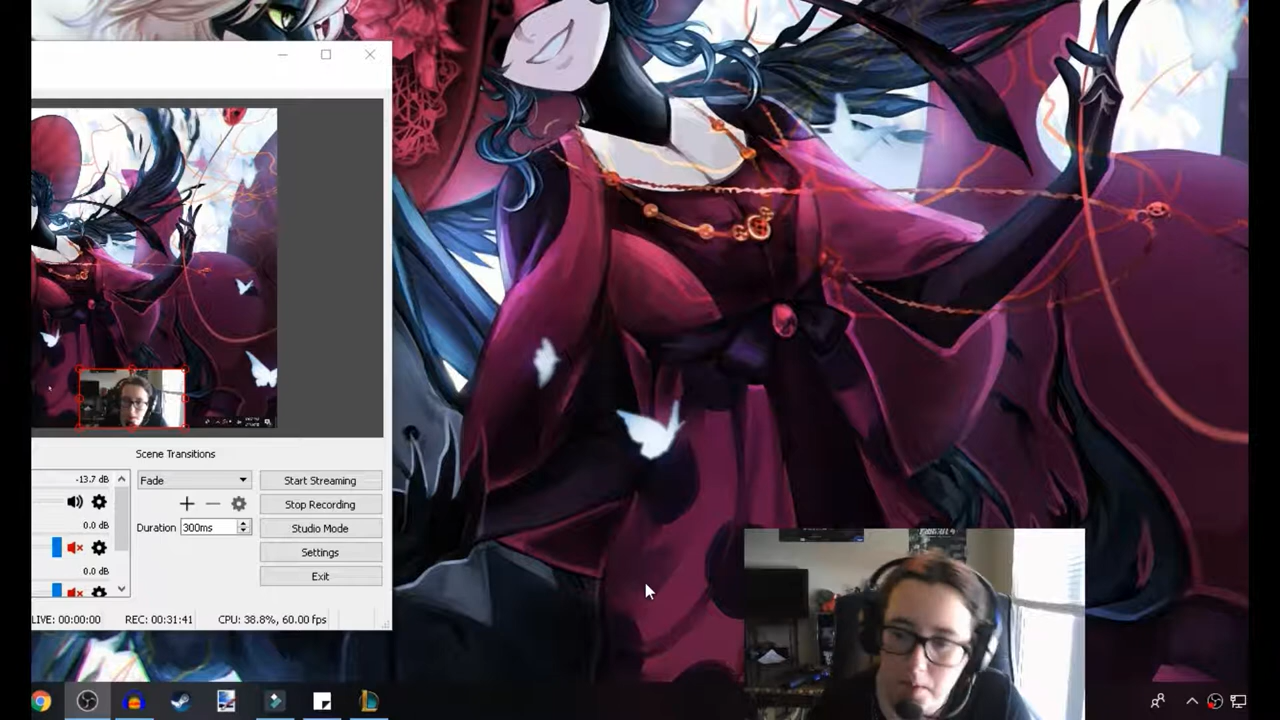 Scene Transitions
-13.7 dB
Fade
Start Streaming
Stop Recording
0.0 dB
Duration 300ms
Studio Mode
Settings
0.0 dB
Exit
LIVE: 00:00:00 REC: 00:31:41 CPU: 38.8%, 60.00 fps